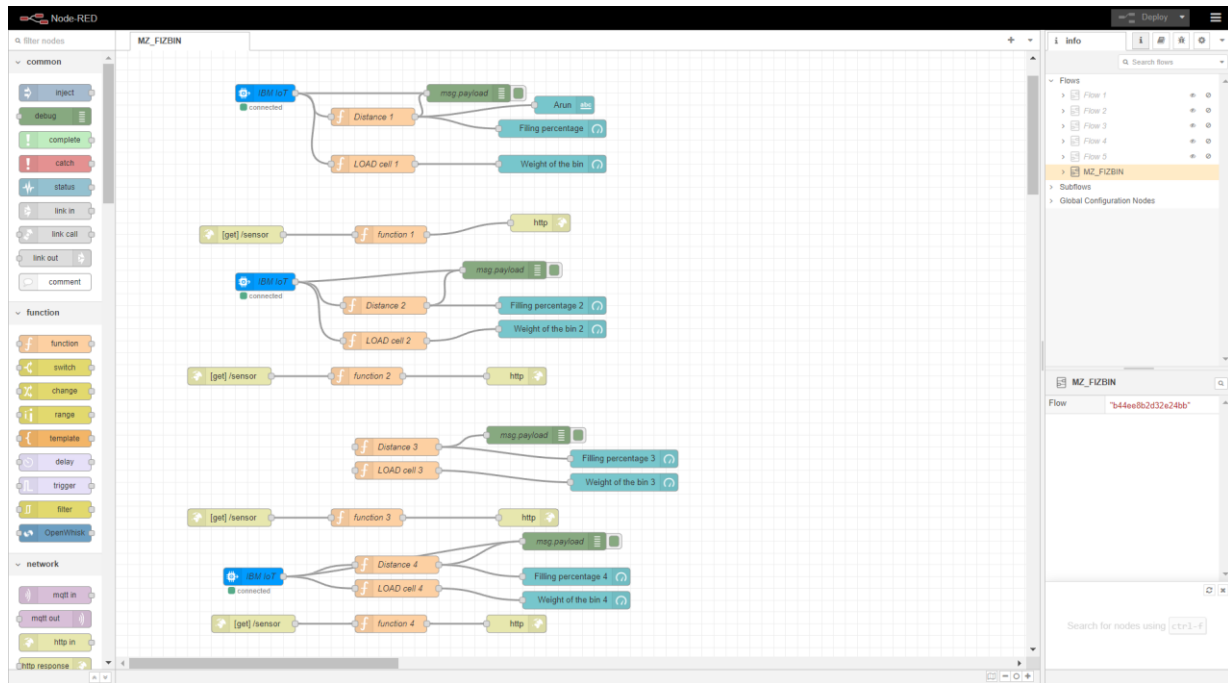 Node-RED
Deploy
filter nodes
MZ_FIZBIN
i info
i
Search flows
common
inject
debug
complete
catch
status
link in
link call
link out
comment
function
function
switch
change
range
template
delay
trigger
filter
OpenWhisk
network
mqtt in
mqtt out
http in
http response
IBM IoT
connected
msg.payload
Distance 1
Arun
abc
Filing percentage
LOAD cell 1
Weight of the bin
[get] /sensor
function 1
http
IBM IoT
connected
msg.payload
Distance 2
Filling percentage 2
Weight of the bin 2
LOAD cell 2
[get] /sensor
function 2
http
msg.payload
Distance 3
Filling percentage 3
LOAD cell 3
Weight of the bin 3
[get] /sensor
function 3
http
msg.payload
Distance 4
IBM IoT
connected
Filling percentage 4
LOAD cell 4
Weight of the bin 4
[get] /sensor
function 4
http
Flows
Flow 1
Flow 2
Flow 3
Flow 4
Flow 5
MZ_FIZBIN
Subflows
Global Configuration Nodes
MZ_FIZBIN
Flow "b44ee8b2d32e24bb"
Search for nodes using ctrl-f